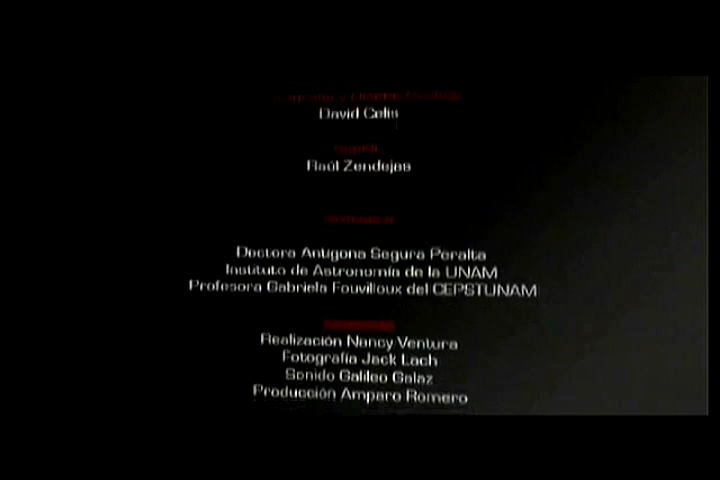 David Celis
Raúl Zendejas
Doctora Antígona Segura Peralta
Instituto de Astronomía de la UNAM
Profesora Gabriela Fouvilloux del CEPSTUNAM
Realización Nancy Ventura
Fotografía Jack Lach
Sonido Galileo Galaz
Producción Amparo Romero